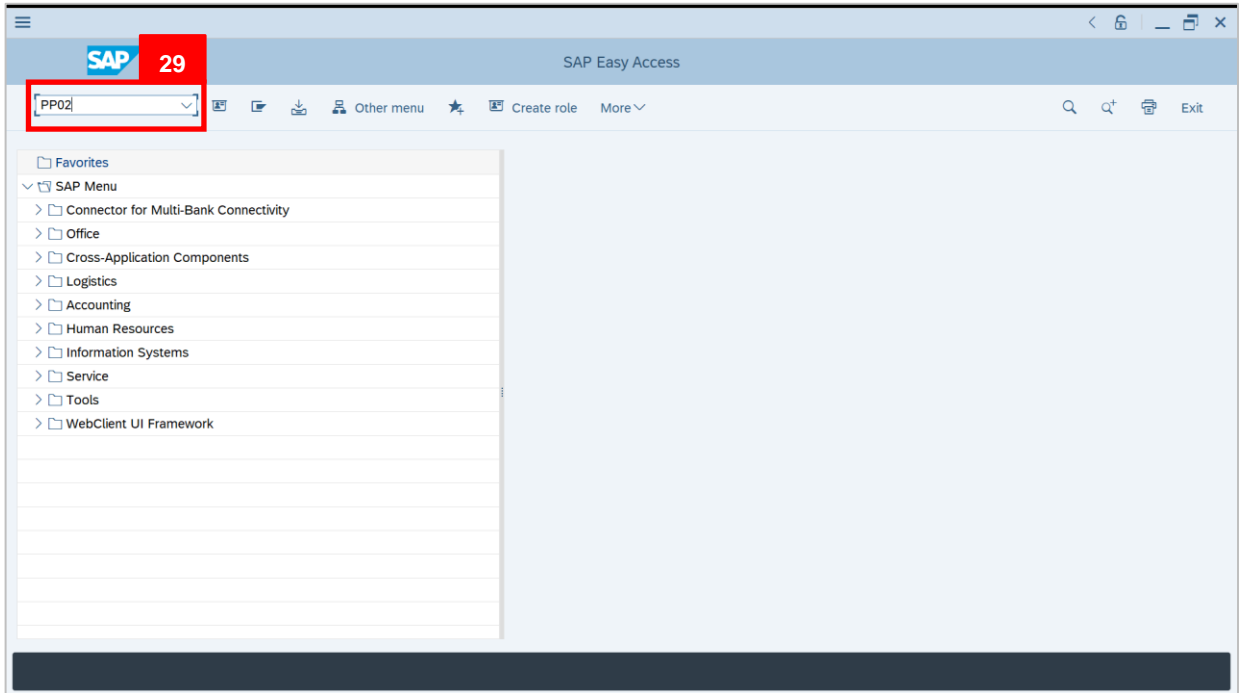 SAP
29
SAP Easy Access
PP02
Other menu
Create role
More
Exit
Favorites
SAP Menu
Connector for Multi-Bank Connectivity
Office
Cross-Application Components
Logistics
Accounting
Human Resources
Information Systems
Service
Tools
WebClient UI Framework